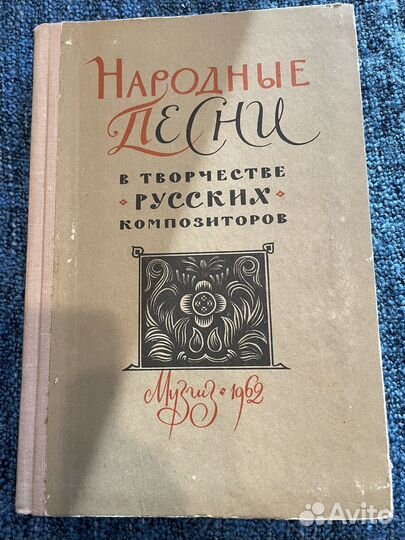 НАРОДНЫЕ
ПЕСНИ
В ТВОРЧЕСТВЕ
• РУССКИХ •
КОМПОЗИТОРОВ
Музгиз • 1962
Avito